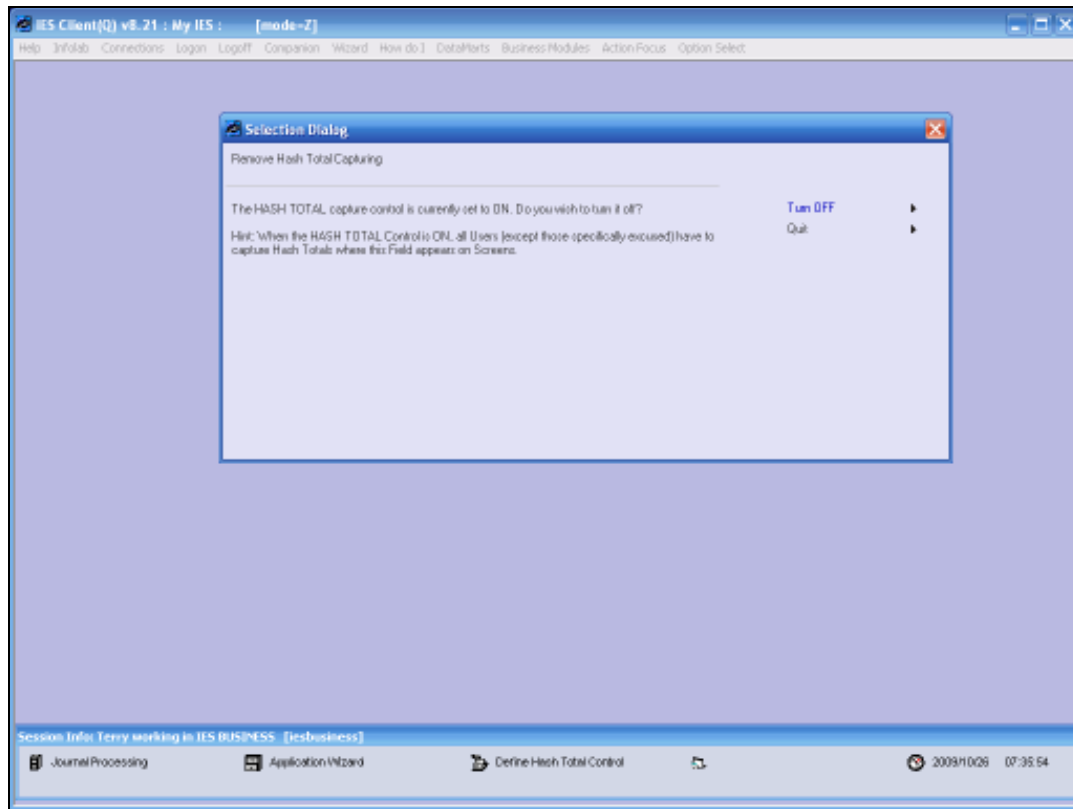 IES Client(Q) v8.21 : My IES : [mode=Z]
Help Infolab Connections Logon Logoff Companion Wizard How do I DataMarts Business Modules Action Focus Option Select
Selection Dialog
Remove Hash Total Capturing
The HASH TOTAL capture control is currently set to ON. Do you wish to turn it off?
Turn OFF
Quit
Hint: When the HASH TOTAL Control is ON, all Users (except those specifically excused) have to
capture Hash Totals where this Field appears on Screens.
Session Info: Terry working in IES BUSINESS [iesbusiness]
Journal Processing Application Wizard Define Hash Total Control 2009/10/26 07:35:54